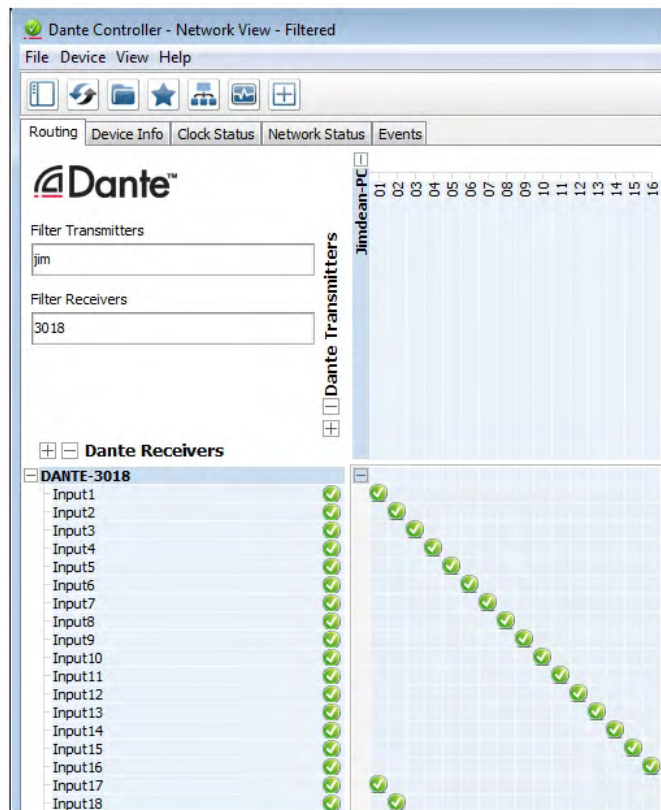 Dante Controller - Network View - Filtered
File Device View Help
Routing Device Info Clock Status Network Status Events
Dante™
Filter Transmitters
jim
Filter Receivers
3018
Dante Transmitters
Jimdean-PC
01 02 03 04 05 06 07 08 09 10 11 12 13 14 15 16
Dante Receivers
DANTE-3018
Input1
Input2
Input3
Input4
Input5
Input6
Input7
Input8
Input9
Input10
Input11
Input12
Input13
Input14
Input15
Input16
Input17
Input18